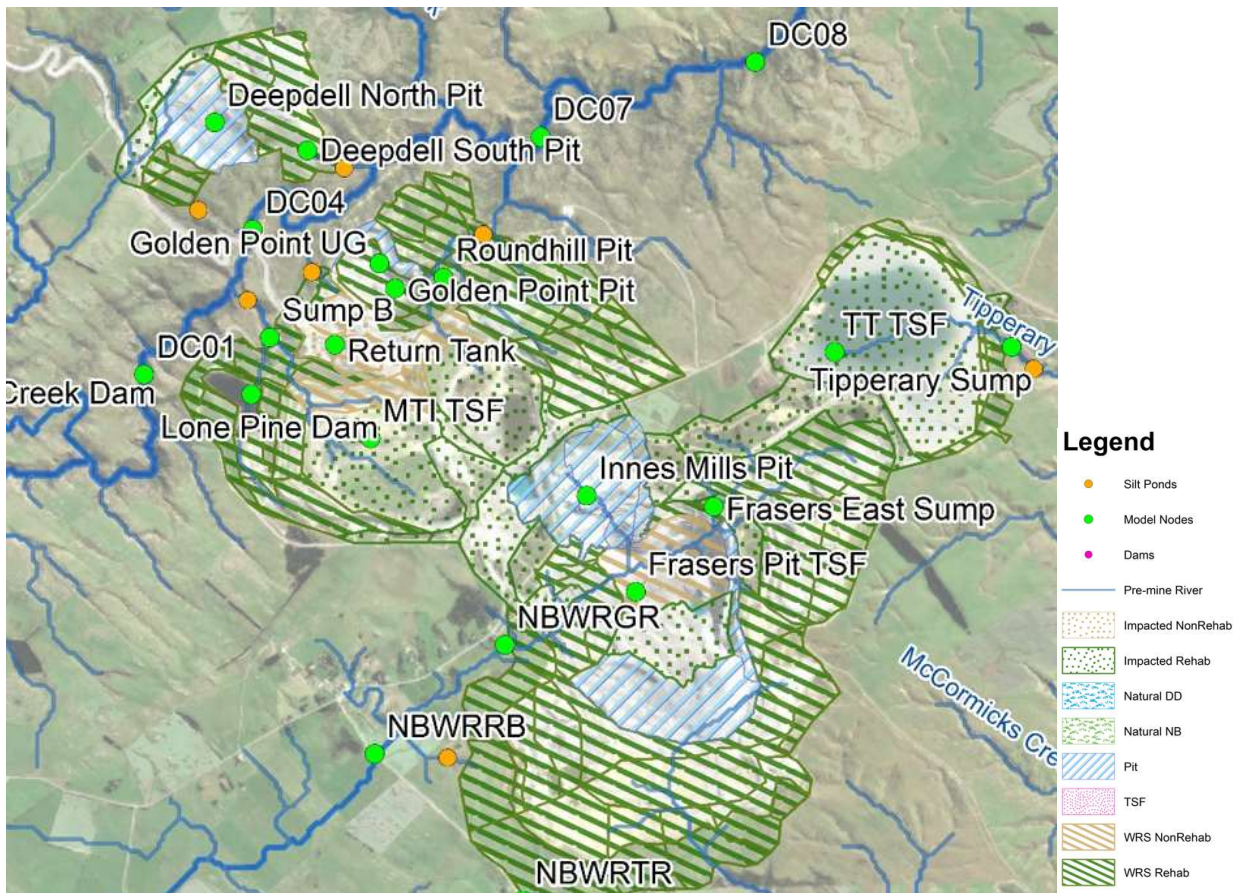 DC08
Deepdell North Pit
DC07
Deepdell South Pit
DC04
Golden Point UG
Roundhill Pit
Golden Point Pit
Sump B
TT TSF
Tipperary
DC01
Return Tank
Creek Dam
Tipperary Sump
Lone Pine Dam
MTI TSF
Innes Mills Pit
Frasers East Sump
Frasers Pit TSF
NBWRGR
McCormicks Cre
NBWRRB
NBWRTR
Legend
Silt Ponds
Model Nodes
Dams
Pre-mine River
Impacted NonRehab
Impacted Rehab
Natural DD
Natural NB
Pit
TSF
WRS NonRehab
WRS Rehab